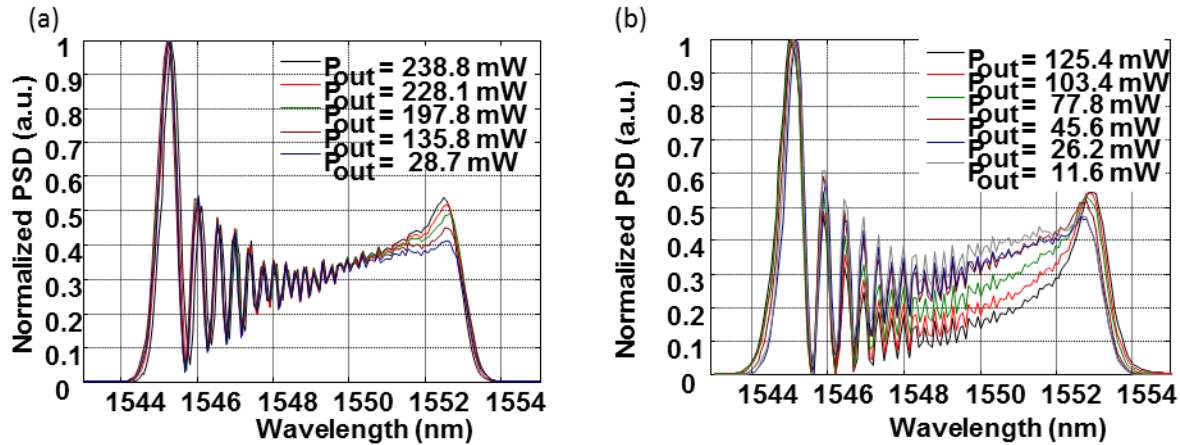 (a)
Normalized PSD (a.u.)
1
0.9
0.8
0.7
0.6
0.5
0.4
0.3
0.2
0.1
0
Pout = 238.8 mW
Pout = 228.1 mW
Pout = 197.8 mW
Pout = 135.8 mW
Pout = 28.7 mW
1544 1546 1548 1550 1552 1554
Wavelength (nm)
(b)
Normalized PSD (a.u.)
1
0.9
0.8
0.7
0.6
0.5
0.4
0.3
0.2
0.1
0
Pout = 125.4 mW
Pout = 103.4 mW
Pout = 77.8 mW
Pout = 45.6 mW
Pout = 26.2 mW
Pout = 11.6 mW
1544 1546 1548 1550 1552 1554
Wavelength (nm)